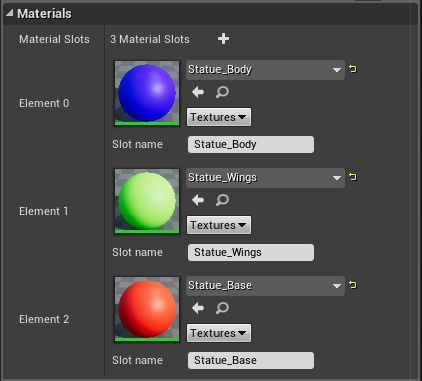 Materials
Material Slots 3 Material Slots
Element 0
Statue_Body
Textures
Slot name Statue_Body
Element 1
Statue_Wings
Textures
Slot name Statue_Wings
Element 2
Statue_Base
Textures
Slot name Statue_Base